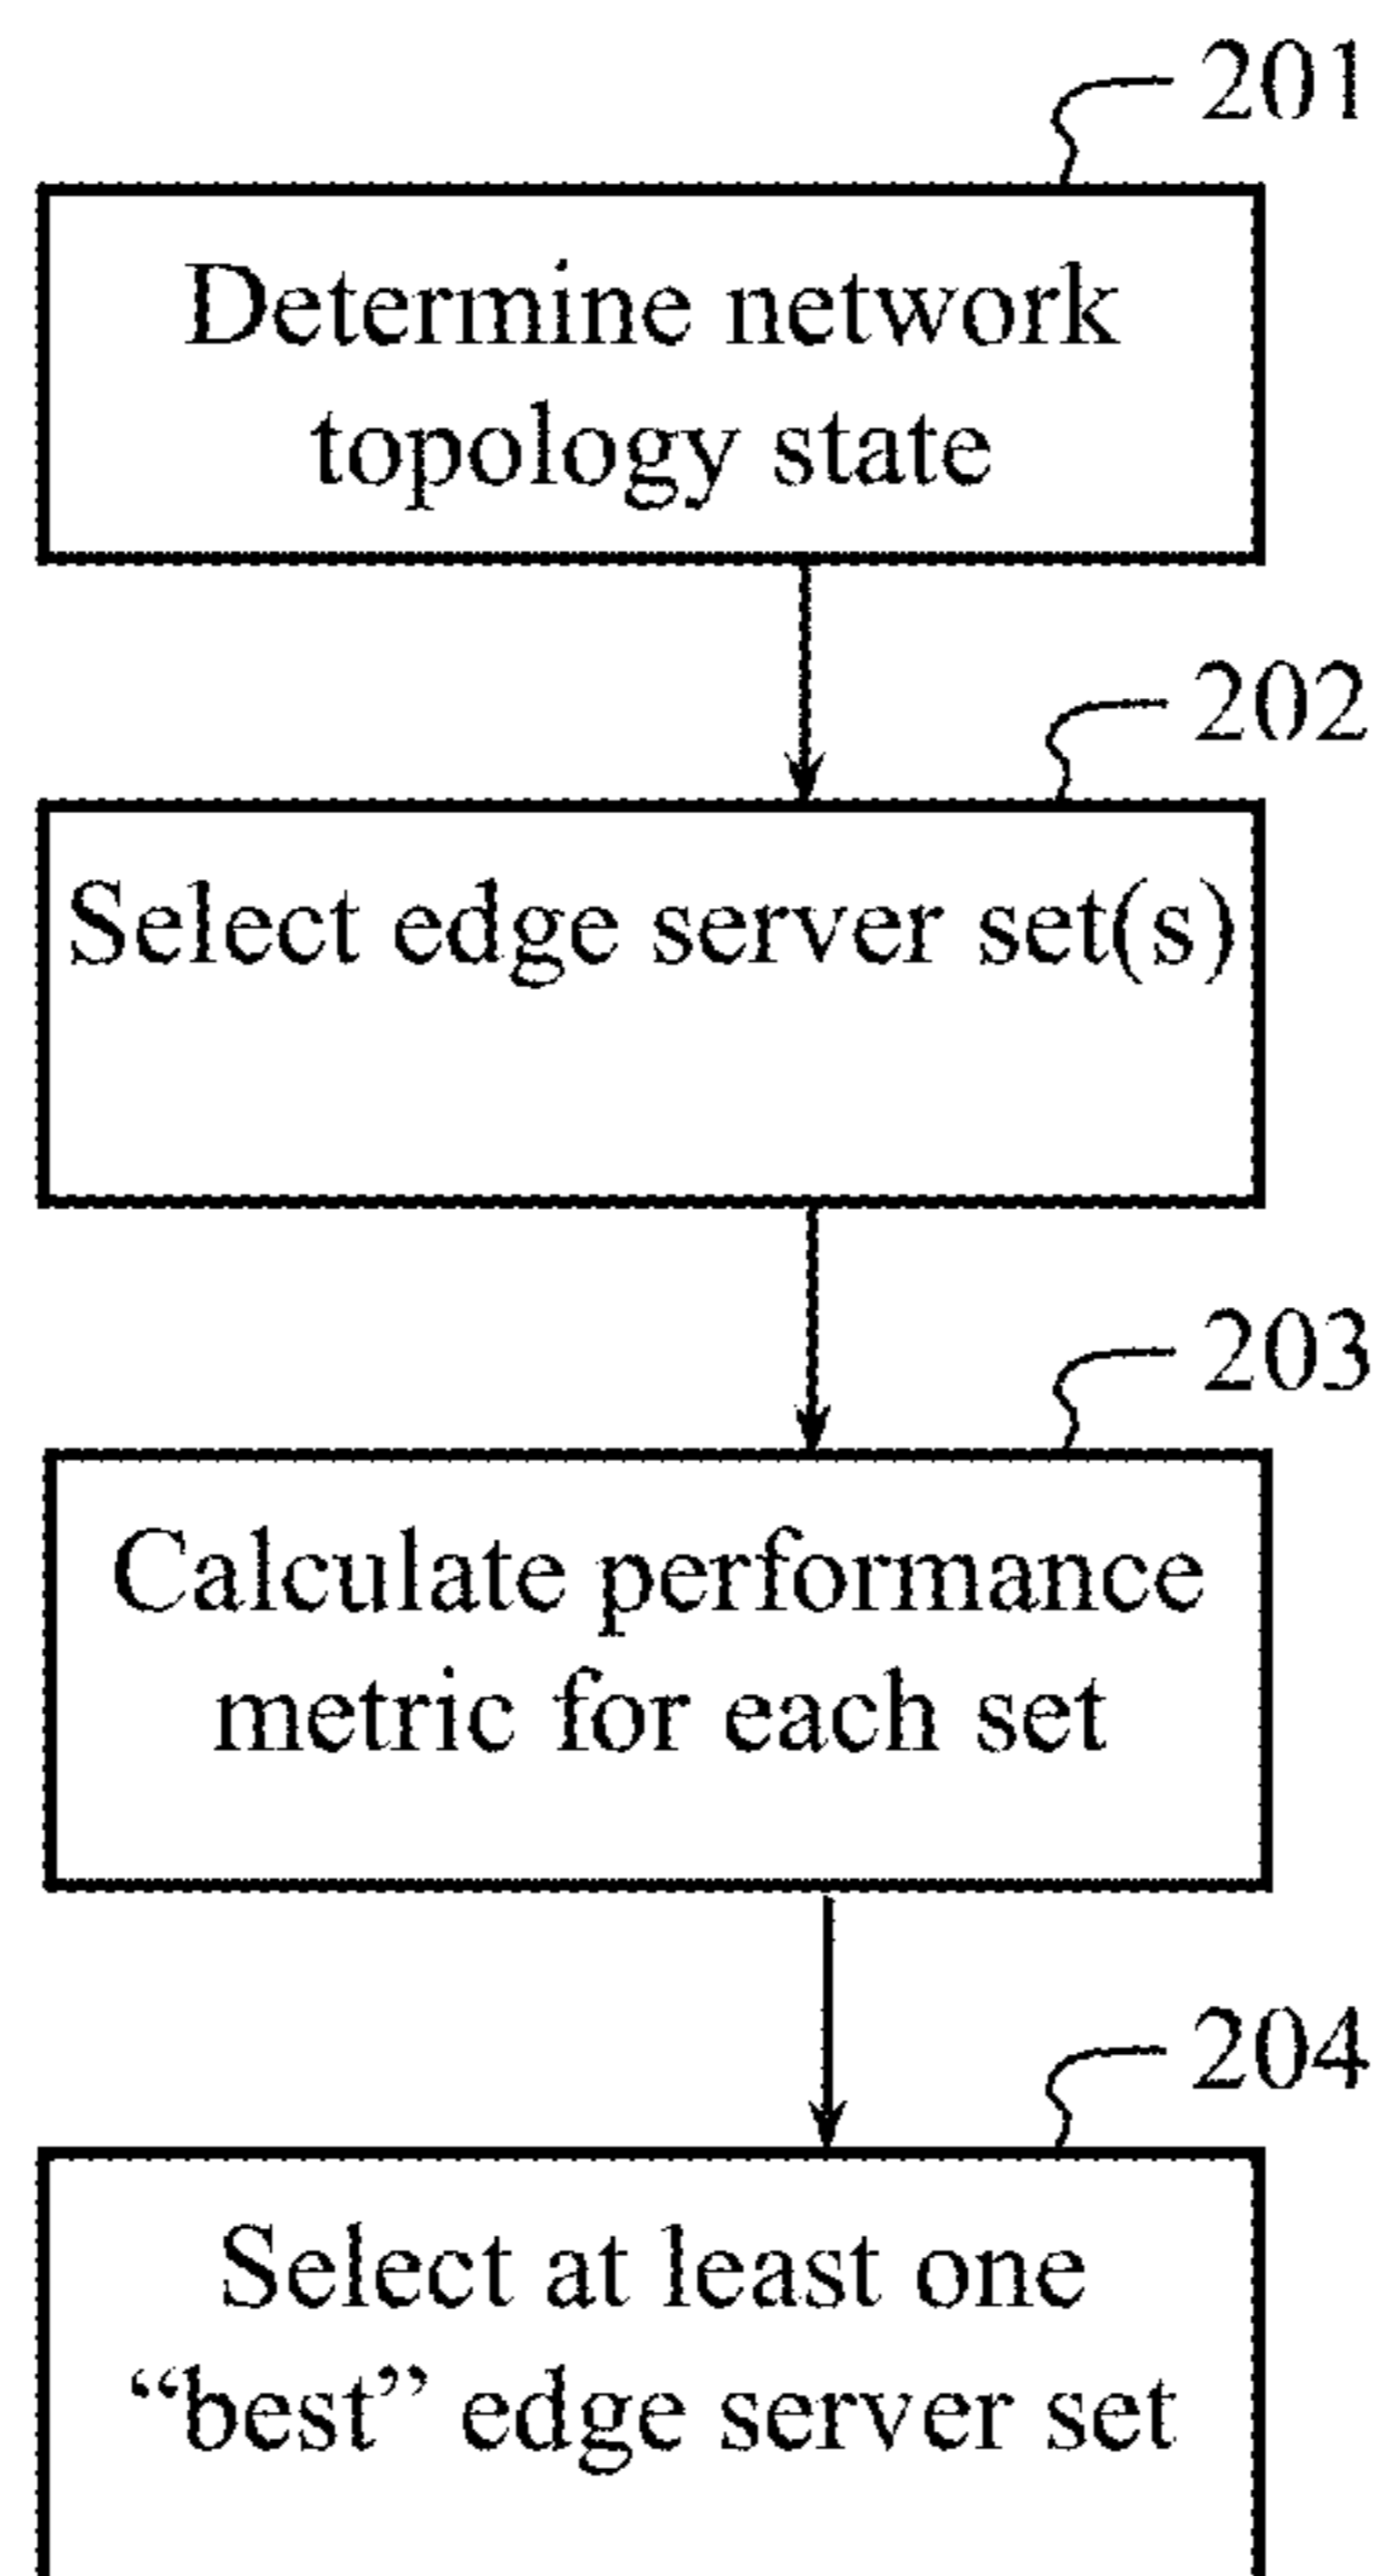 201
Determine network
topology state
202
Select edge server set(s)
203
Calculate performance
metric for each set
204
Select at least one
“best” edge server set